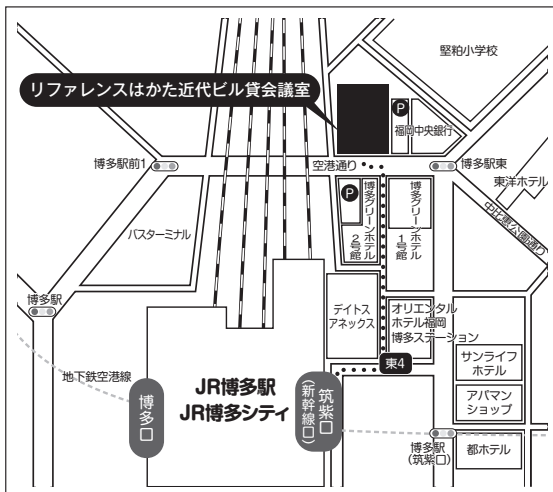 堅粕小学校
リファレンスはかた近代ビル貸会議室
P
福岡中央銀行
博多駅前1
空港通り
博多駅東
東洋ホテル
P
博多グリーンホテル
2号館
博多グリーンホテル
1号館
中比恵公園通り
バスターミナル
博多駅
デイトス
アネックス
オリエンタル
ホテル福岡
博多ステーション
東4
サンライフ
ホテル
地下鉄空港線
博多口
JR博多駅
JR博多シティ
筑紫口
(新幹線口)
アパマン
ショップ
博多駅
(筑紫口)
都ホテル